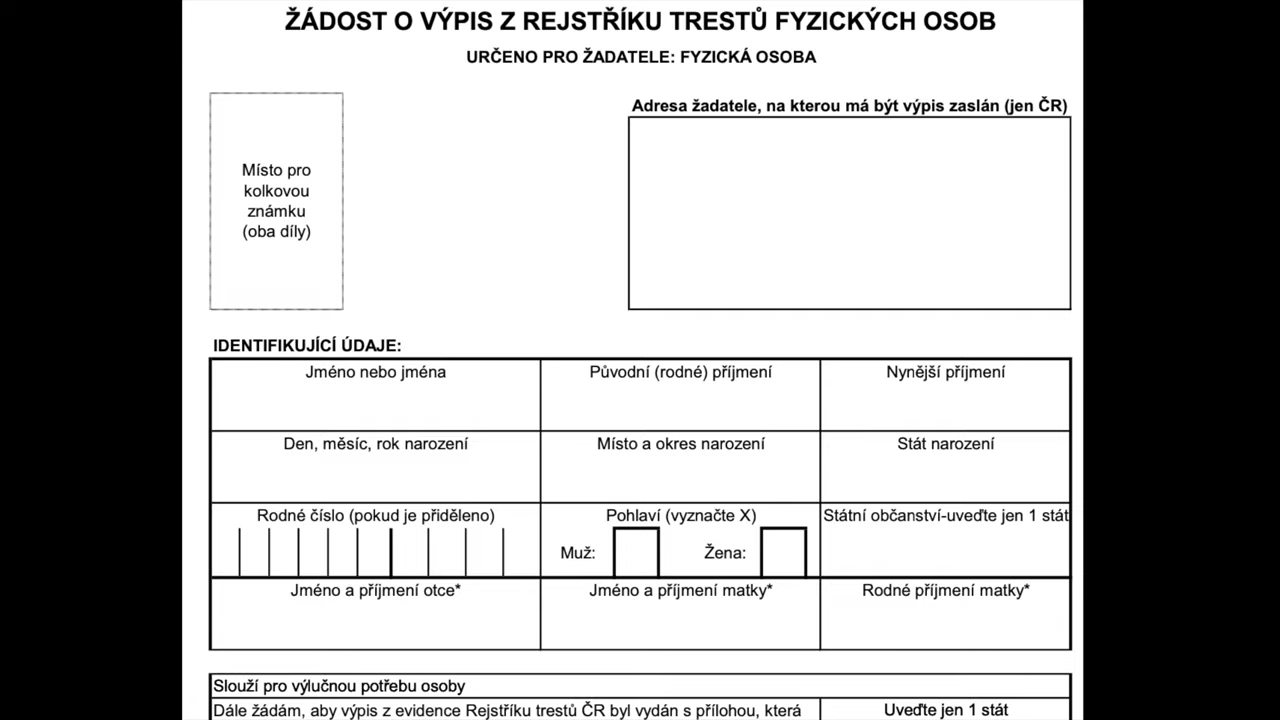 ŽÁDOST O VÝPIS Z REJSTŘÍKU TRESTŮ FYZICKÝCH OSOB
URČENO PRO ŽADATELE: FYZICKÁ OSOBA
Adresa žadatele, na kterou má být výpis zaslán (jen ČR)
Místo pro
kolkovou
známku
(oba díly)
IDENTIFIKUJÍCÍ ÚDAJE:
Jméno nebo jména
Původní (rodné) příjmení
Nynější příjmení
Den, měsíc, rok narození
Místo a okres narození
Stát narození
Rodné číslo (pokud je přiděleno)
Pohlaví (vyznačte X)
Muž:
Žena:
Státní občanství-uveďte jen 1 stát
Jméno a příjmení otce*
Jméno a příjmení matky*
Rodné příjmení matky*
Slouží pro výlučnou potřebu osoby
Dále žádám, aby výpis z evidence Rejstříku trestů ČR byl vydán s přílohou, která
Uveďte jen 1 stát